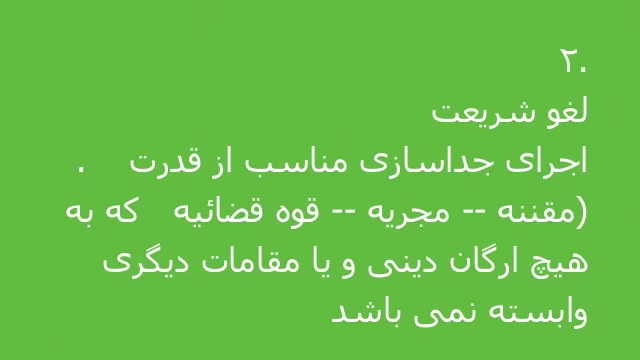 ۲.
لغو شریعت
اجرای جداسازی مناسب از قدرت .
(مقننه -- مجریه -- قوه قضائیه که به
هیچ ارگان دینی و یا مقامات دیگری
وابسته نمی باشد